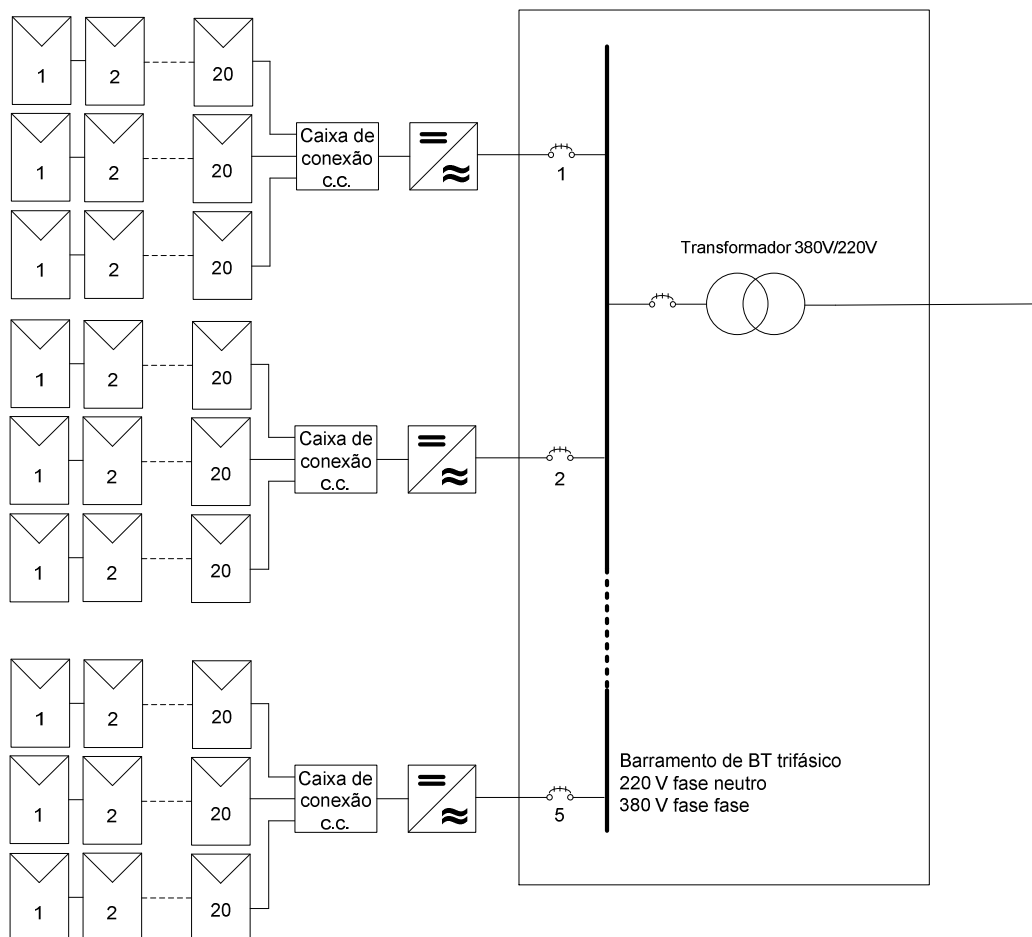 1 2 20
1 2 20
1 2 20
Caixa de
conexão
c.c.
1
Transformador 380V/220V
1 2 20
1 2 20
1 2 20
Caixa de
conexão
c.c.
2
1 2 20
1 2 20
1 2 20
Caixa de
conexão
c.c.
5
Barramento de BT trifásico
220 V fase neutro
380 V fase fase